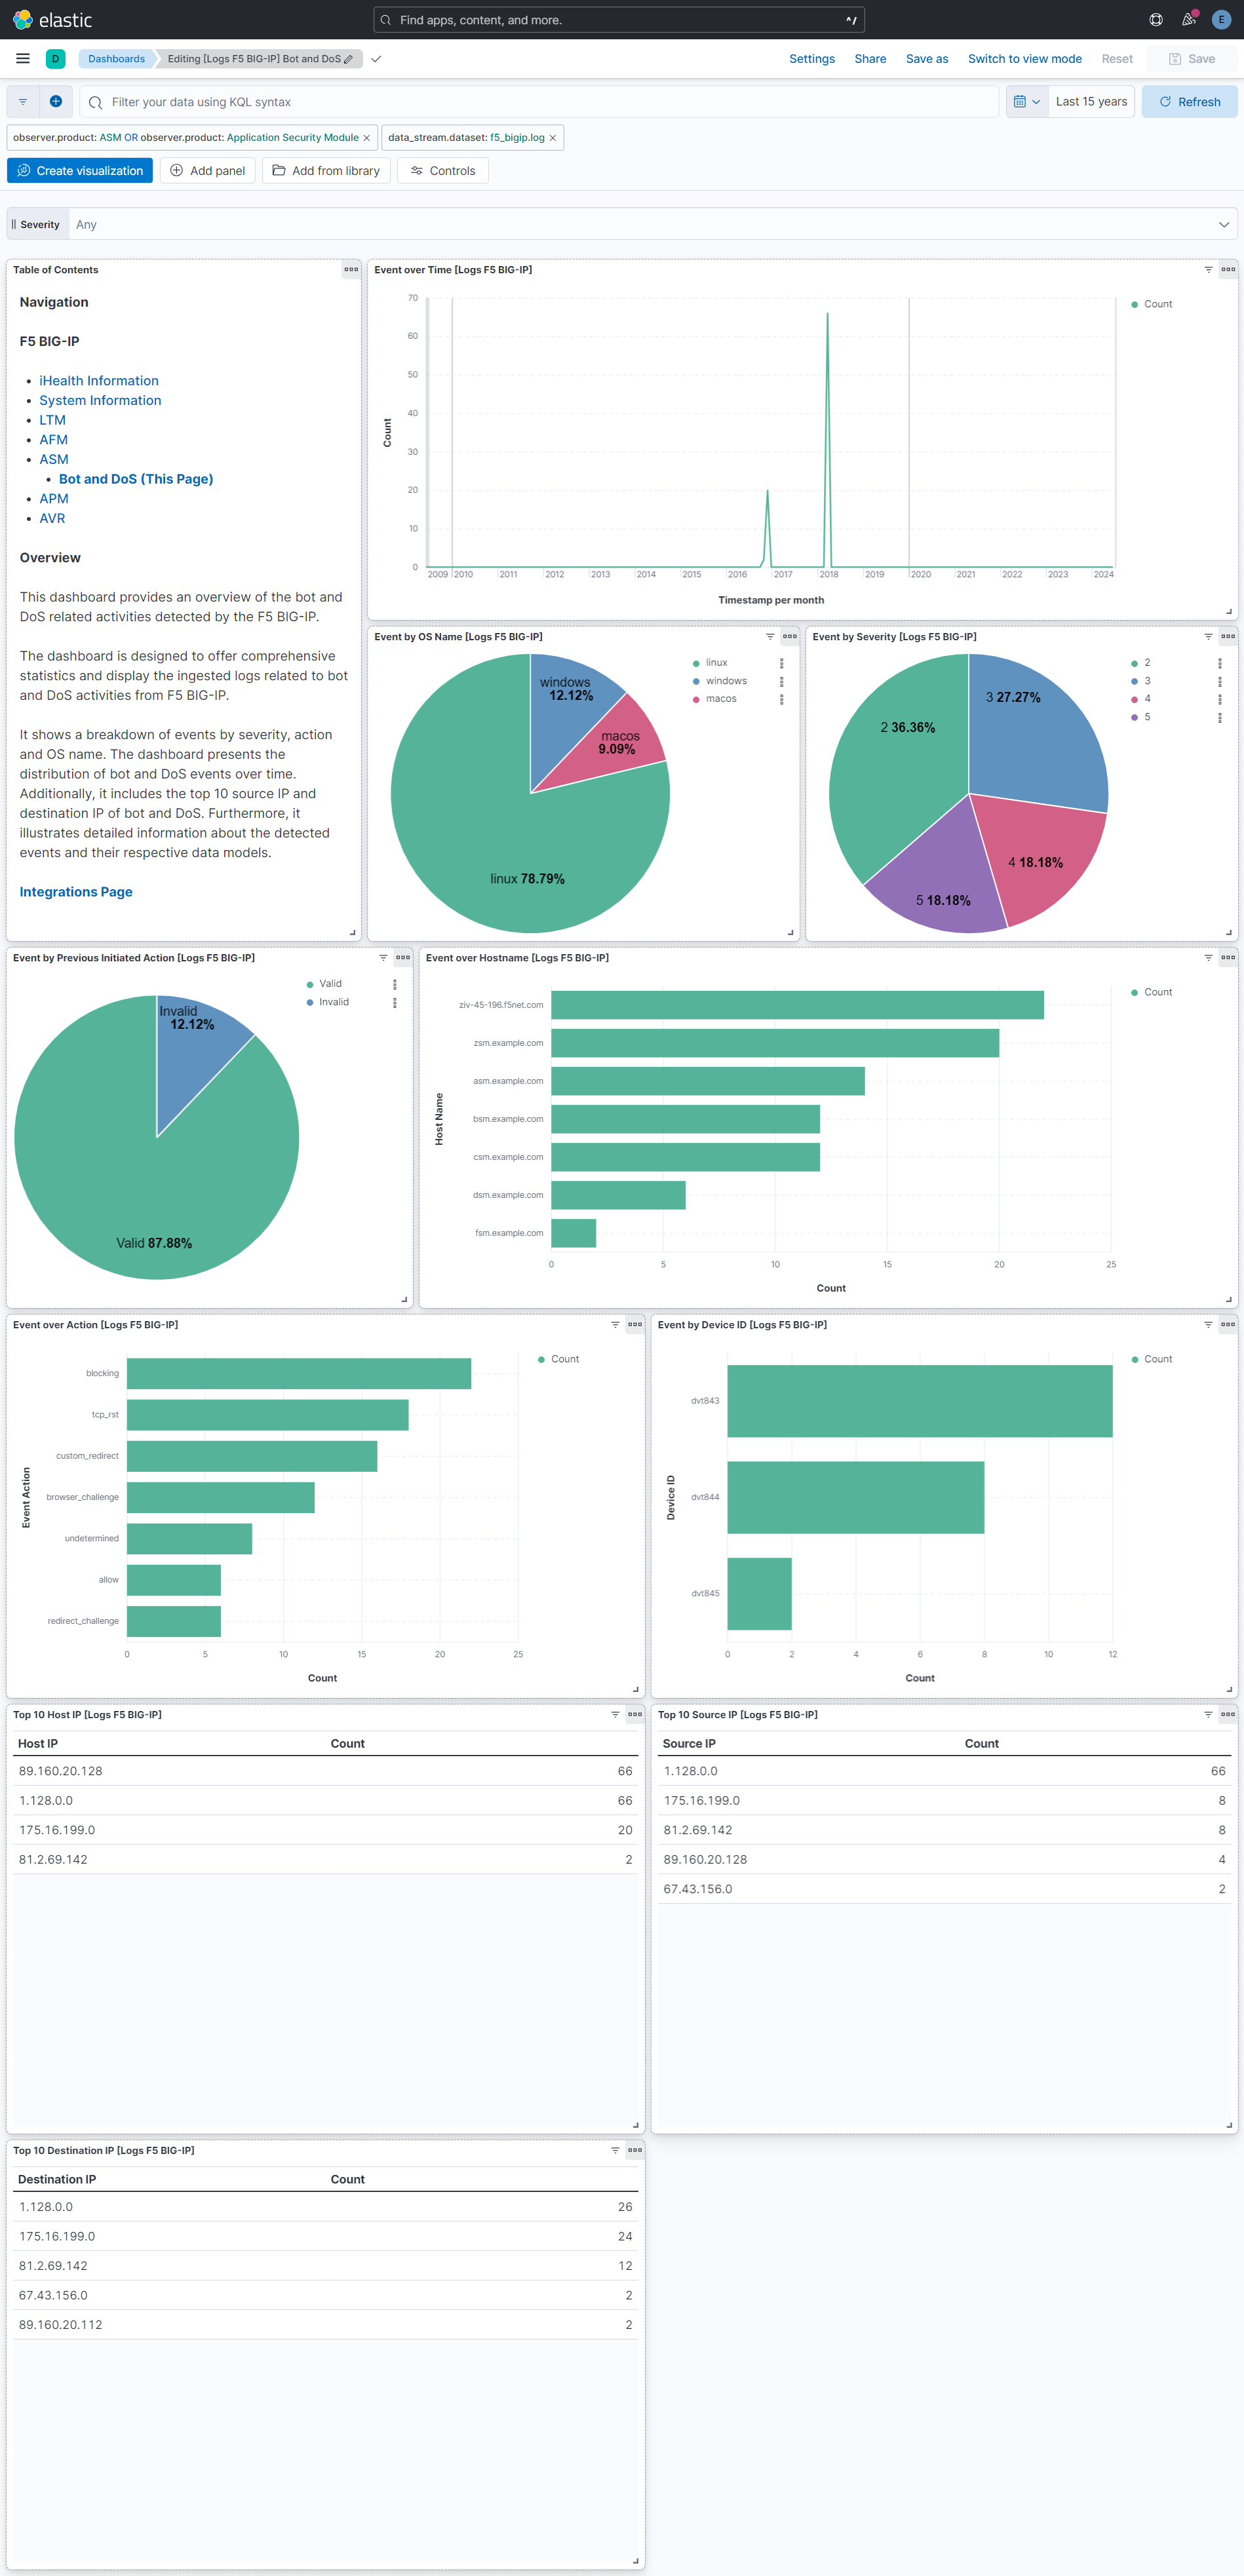 elastic
Find apps, content, and more.
^/
E
D
Dashboards
Editing [Logs F5 BIG-IP] Bot and DoS
Settings
Share
Save as
Switch to view mode
Reset
Save
Filter your data using KQL syntax
Last 15 years
Refresh
observer.product: ASM OR observer.product: Application Security Module
data_stream.dataset: f5_bigip.log
Create visualization
Add panel
Add from library
Controls
Severity
Any
Table of Contents
Navigation
F5 BIG-IP
iHealth Information
System Information
LTM
AFM
ASM
Bot and DoS (This Page)
APM
AVR
Overview
This dashboard provides an overview of the bot and
DoS related activities detected by the F5 BIG-IP.
The dashboard is designed to offer comprehensive
statistics and display the ingested logs related to bot
and DoS activities from F5 BIG-IP.
It shows a breakdown of events by severity, action
and OS name. The dashboard presents the
distribution of bot and DoS events over time.
Additionally, it includes the top 10 source IP and
destination IP of bot and DoS. Furthermore, it
illustrates detailed information about the detected
events and their respective data models.
Integrations Page
Event over Time [Logs F5 BIG-IP]
Count
70
60
50
40
30
20
10
0
Count
2009 2010 2011 2012 2013 2014 2015 2016 2017 2018 2019 2020 2021 2022 2023 2024
Timestamp per month
Event by OS Name [Logs F5 BIG-IP]
windows
12.12%
macos
9.09%
linux 78.79%
linux
windows
macos
Event by Severity [Logs F5 BIG-IP]
3 27.27%
2 36.36%
4 18.18%
5 18.18%
2
3
4
5
Event by Previous Initiated Action [Logs F5 BIG-IP]
Valid
Invalid
Invalid
12.12%
Valid 87.88%
Event over Hostname [Logs F5 BIG-IP]
Count
Host Name
ziv-45-196.f5net.com
zsm.example.com
asm.example.com
bsm.example.com
csm.example.com
dsm.example.com
fsm.example.com
0 5 10 15 20 25
Count
Event over Action [Logs F5 BIG-IP]
Count
Event Action
blocking
tcp_rst
custom_redirect
browser_challenge
undetermined
allow
redirect_challenge
0 5 10 15 20 25
Count
Event by Device ID [Logs F5 BIG-IP]
Count
Device ID
dvt843
dvt844
dvt845
0 2 4 6 8 10 12
Count
Top 10 Host IP [Logs F5 BIG-IP]
Host IP Count
89.160.20.128 66
1.128.0.0 66
175.16.199.0 20
81.2.69.142 2
Top 10 Source IP [Logs F5 BIG-IP]
Source IP Count
1.128.0.0 66
175.16.199.0 8
81.2.69.142 8
89.160.20.128 4
67.43.156.0 2
Top 10 Destination IP [Logs F5 BIG-IP]
Destination IP Count
1.128.0.0 26
175.16.199.0 24
81.2.69.142 12
67.43.156.0 2
89.160.20.112 2